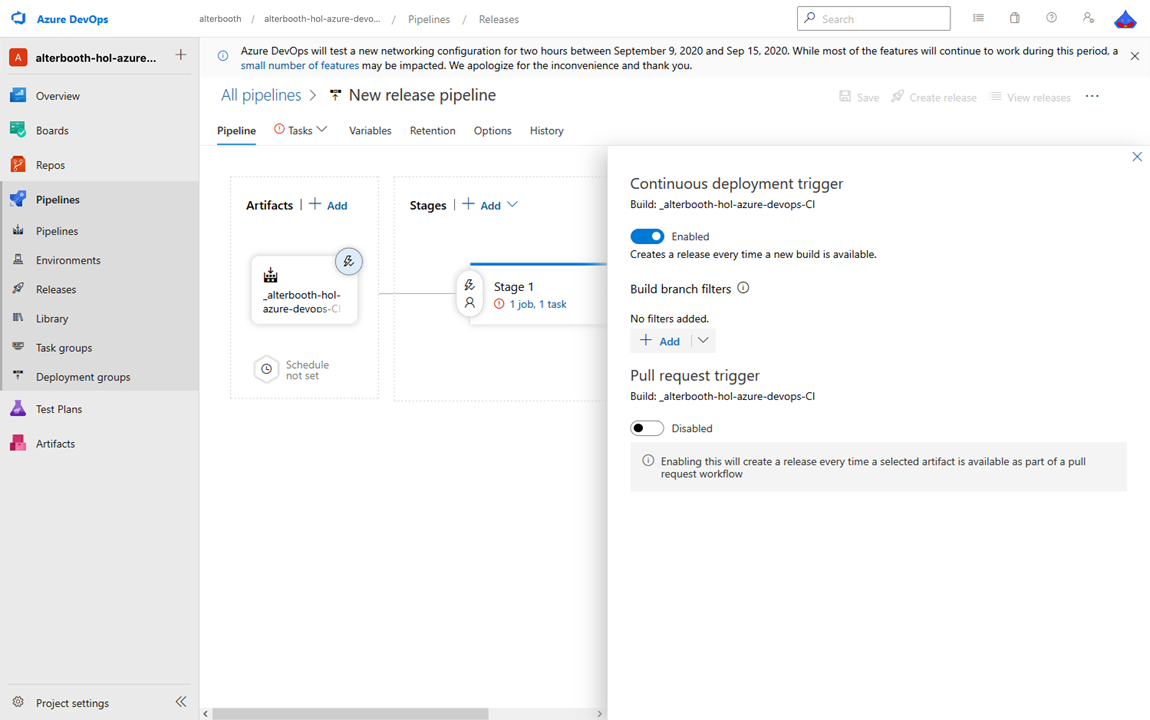 Azure DevOps
alterbooth / alterbooth-hol-azure-devo... / Pipelines / Releases
Search
A alterbooth-hol-azure...
Overview
Boards
Repos
Pipelines
Pipelines
Environments
Releases
Library
Task groups
Deployment groups
Test Plans
Artifacts
Project settings
Azure DevOps will test a new networking configuration for two hours between September 9, 2020 and Sep 15, 2020. While most of the features will continue to work during this period, a
small number of features may be impacted. We apologize for the inconvenience and thank you.
All pipelines > New release pipeline
Save Create release View releases ...
Pipeline Tasks Variables Retention Options History
Artifacts | + Add
Stages | + Add
_alterbooth-hol-
azure-devops-CI
Schedule
not set
Stage 1
1 job, 1 task
Continuous deployment trigger
Build: _alterbooth-hol-azure-devops-CI
Enabled
Creates a release every time a new build is available.
Build branch filters
No filters added.
+ Add
Pull request trigger
Build: _alterbooth-hol-azure-devops-CI
Disabled
Enabling this will create a release every time a selected artifact is available as part of a pull
request workflow